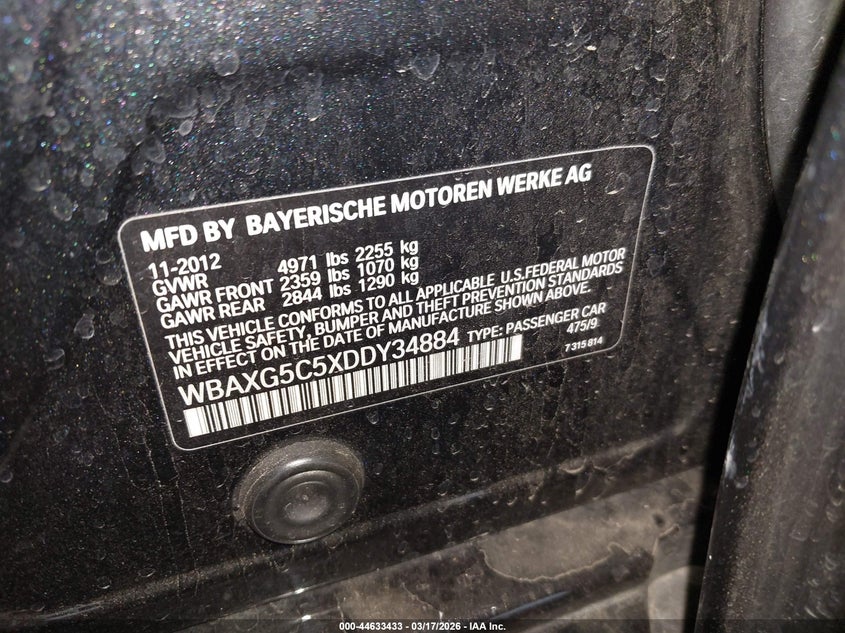 MFD BY BAYERISCHE MOTOREN WERKE AG
11-2012
GVWR 4971 lbs 2255 kg
GAWR FRONT 2359 lbs 1070 kg
GAWR REAR 2844 lbs 1290 kg
THIS VEHICLE CONFORMS TO ALL APPLICABLE U.S.FEDERAL MOTOR
VEHICLE SAFETY, BUMPER AND THEFT PREVENTION STANDARDS
IN EFFECT ON THE DATE OF MANUFACTURE SHOWN ABOVE.
WBAXG5C5XDDY34884 TYPE: PASSENGER CAR
475/9
7 315 814
000-44633433 - 03/17/2026 - IAA Inc.